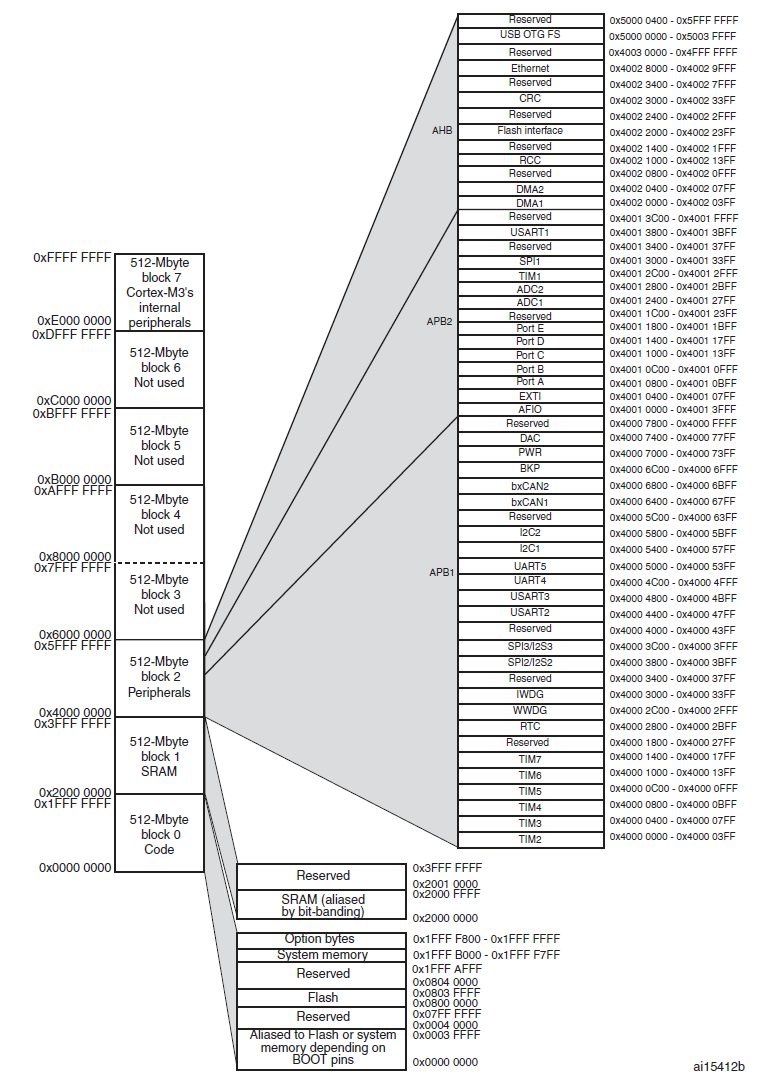 Reserved 0x5000 0400 - 0x5FFF FFFF
USB OTG FS 0x5000 0000 - 0x5003 FFFF
Reserved 0x4003 0000 - 0x4FFF FFFF
Ethernet 0x4002 8000 - 0x4002 9FFF
Reserved 0x4002 3400 - 0x4002 7FFF
CRC 0x4002 3000 - 0x4002 33FF
Reserved 0x4002 2400 - 0x4002 2FFF
AHB Flash interface 0x4002 2000 - 0x4002 23FF
Reserved 0x4002 1400 - 0x4002 1FFF
RCC 0x4002 1000 - 0x4002 13FF
Reserved 0x4002 0800 - 0x4002 0FFF
DMA2 0x4002 0400 - 0x4002 07FF
DMA1 0x4002 0000 - 0x4002 03FF
Reserved 0x4001 3C00 - 0x4001 FFFF
USART1 0x4001 3800 - 0x4001 3BFF
Reserved 0x4001 3400 - 0x4001 37FF
SPI1 0x4001 3000 - 0x4001 33FF
TIM1 0x4001 2C00 - 0x4001 2FFF
ADC2 0x4001 2800 - 0x4001 2BFF
ADC1 0x4001 2400 - 0x4001 27FF
APB2 Reserved 0x4001 1C00 - 0x4001 23FF
Port E 0x4001 1800 - 0x4001 1BFF
Port D 0x4001 1400 - 0x4001 17FF
Port C 0x4001 1000 - 0x4001 13FF
Port B 0x4001 0C00 - 0x4001 0FFF
Port A 0x4001 0800 - 0x4001 0BFF
EXTI 0x4001 0400 - 0x4001 07FF
AFIO 0x4001 0000 - 0x4001 3FFF
Reserved 0x4000 7800 - 0x4000 FFFF
DAC 0x4000 7400 - 0x4000 77FF
PWR 0x4000 7000 - 0x4000 73FF
BKP 0x4000 6C00 - 0x4000 6FFF
bxCAN2 0x4000 6800 - 0x4000 6BFF
bxCAN1 0x4000 6400 - 0x4000 67FF
Reserved 0x4000 5C00 - 0x4000 63FF
I2C2 0x4000 5800 - 0x4000 5BFF
I2C1 0x4000 5400 - 0x4000 57FF
APB1 UART5 0x4000 5000 - 0x4000 53FF
UART4 0x4000 4C00 - 0x4000 4FFF
USART3 0x4000 4800 - 0x4000 4BFF
USART2 0x4000 4400 - 0x4000 47FF
Reserved 0x4000 4000 - 0x4000 43FF
SPI3/I2S3 0x4000 3C00 - 0x4000 3FFF
SPI2/I2S2 0x4000 3800 - 0x4000 3BFF
Reserved 0x4000 3400 - 0x4000 37FF
IWDG 0x4000 3000 - 0x4000 33FF
WWDG 0x4000 2C00 - 0x4000 2FFF
RTC 0x4000 2800 - 0x4000 2BFF
Reserved 0x4000 1800 - 0x4000 27FF
TIM7 0x4000 1400 - 0x4000 17FF
TIM6 0x4000 1000 - 0x4000 13FF
TIM5 0x4000 0C00 - 0x4000 0FFF
TIM4 0x4000 0800 - 0x4000 0BFF
TIM3 0x4000 0400 - 0x4000 07FF
TIM2 0x4000 0000 - 0x4000 03FF
0xFFFF FFFF
512-Mbyte
block 7
Cortex-M3's
internal
peripherals
0xE000 0000
0xDFFF FFFF
512-Mbyte
block 6
Not used
0xC000 0000
0xBFFF FFFF
512-Mbyte
block 5
Not used
0xB000 0000
0xAFFF FFFF
512-Mbyte
block 4
Not used
0x8000 0000
0x7FFF FFFF
512-Mbyte
block 3
Not used
0x6000 0000
0x5FFF FFFF
512-Mbyte
block 2
Peripherals
0x4000 0000
0x3FFF FFFF
512-Mbyte
block 1
SRAM
0x2000 0000
0x1FFF FFFF
512-Mbyte
block 0
Code
0x0000 0000
0x3FFF FFFF
Reserved
0x2001 0000
0x2000 FFFF
SRAM (aliased
by bit-banding)
0x2000 0000
Option bytes 0x1FFF F800 - 0x1FFF FFFF
System memory 0x1FFF B000 - 0x1FFF F7FF
0x1FFF AFFF
Reserved
0x0804 0000
0x0803 FFFF
Flash
0x0800 0000
0x07FF FFFF
Reserved
0x0004 0000
0x0003 FFFF
Aliased to Flash or system
memory depending on
BOOT pins
0x0000 0000
ai15412b